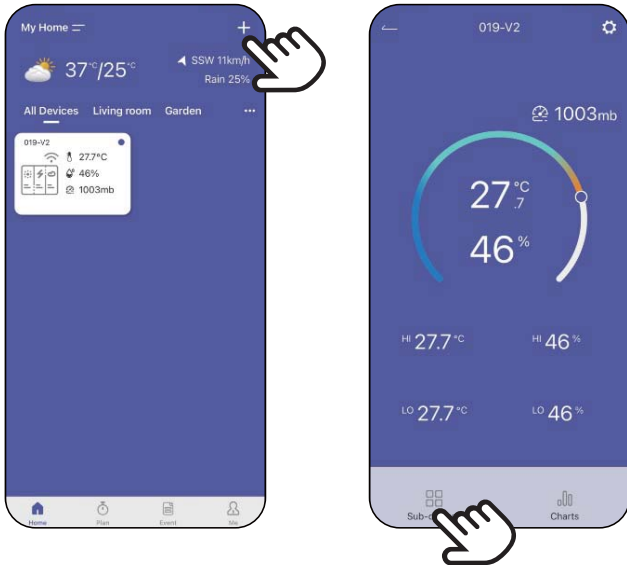 My Home
37°C/25°C
SSW 11km/h
Rain 25%
All Devices Living room Garden ...
019-V2
27.7°C
46%
1003mb
Home Plan Event Me
019-V2
1003mb
27.7°C
46%
HI 27.7°C HI 46%
LO 27.7°C LO 46%
Charts